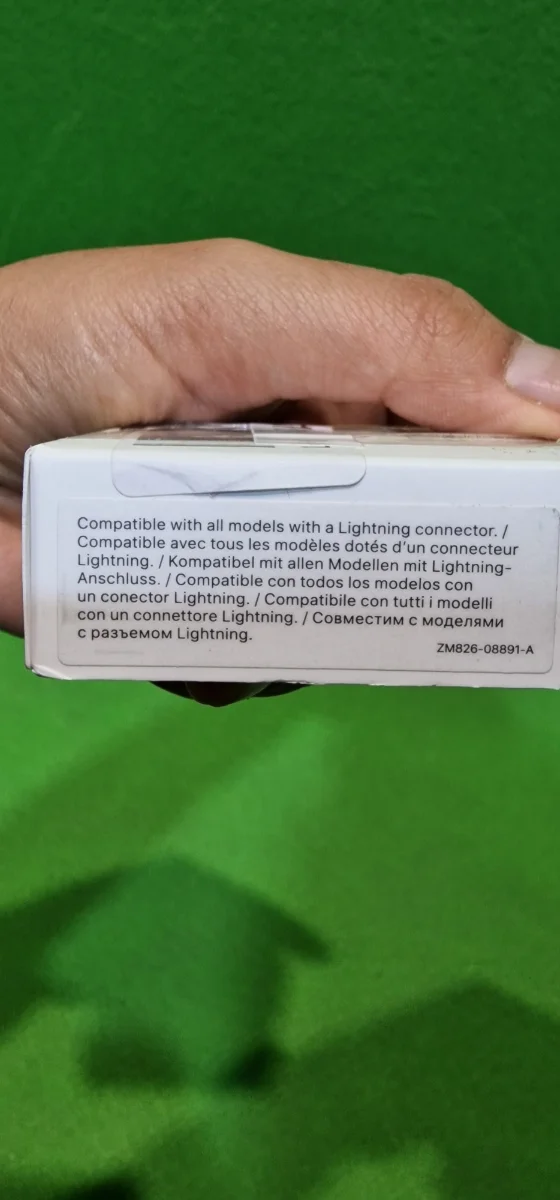 Compatible with all models with a Lightning connector. /
Compatible avec tous les modèles dotés d'un connecteur
Lightning. / Kompatibel mit allen Modellen mit Lightning-
Anschluss. / Compatible con todos los modelos con
un conector Lightning. / Compatibile con tutti i modelli
con un connettore Lightning. / Совместим с моделями
с разъемом Lightning.
ZM826-08891-A